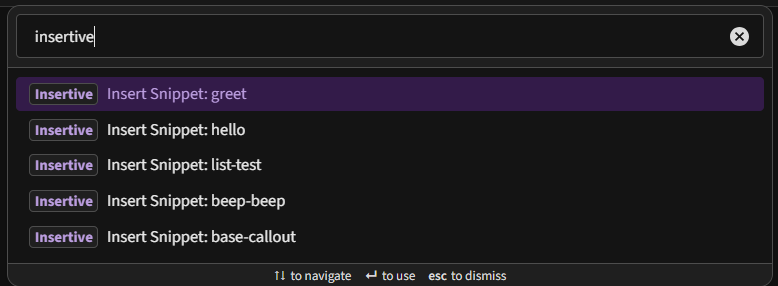 insertive
Insertive Insert Snippet: greet
Insertive Insert Snippet: hello
Insertive Insert Snippet: list-test
Insertive Insert Snippet: beep-beep
Insertive Insert Snippet: base-callout
↑↓ to navigate ↵ to use esc to dismiss